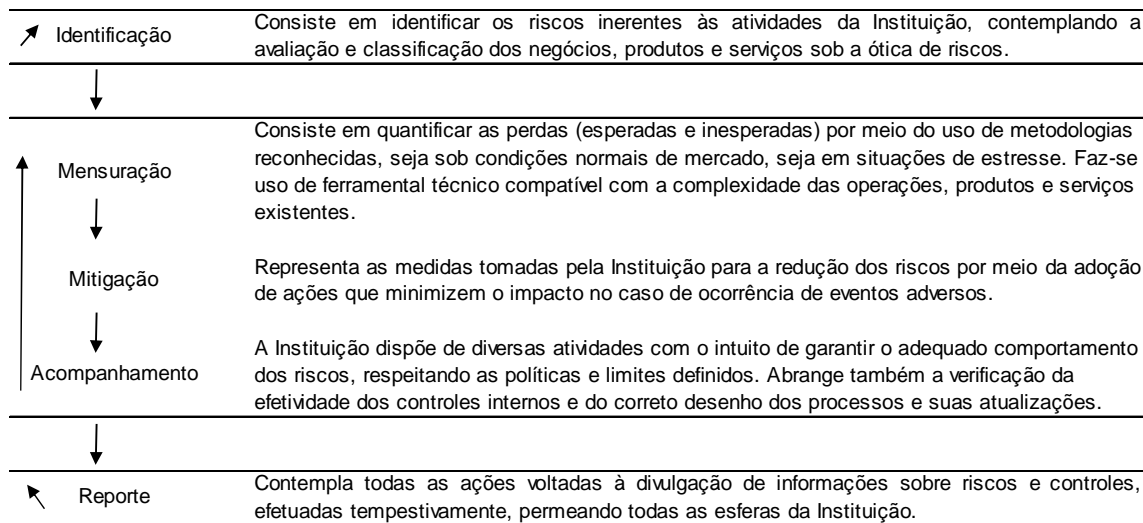 Identificação
Consiste em identificar os riscos inerentes às atividades da Instituição, contemplando a
avaliação e classificação dos negócios, produtos e serviços sob a ótica de riscos.
Mensuração
Consiste em quantificar as perdas (esperadas e inesperadas) por meio do uso de metodologias
reconhecidas, seja sob condições normais de mercado, seja em situações de estresse. Faz-se
uso de ferramental técnico compatível com a complexidade das operações, produtos e serviços
existentes.
Mitigação
Representa as medidas tomadas pela Instituição para a redução dos riscos por meio da adoção
de ações que minimizem o impacto no caso de ocorrência de eventos adversos.
Acompanhamento
A Instituição dispõe de diversas atividades com o intuito de garantir o adequado comportamento
dos riscos, respeitando as políticas e limites definidos. Abrange também a verificação da
efetividade dos controles internos e do correto desenho dos processos e suas atualizações.
Reporte
Contempla todas as ações voltadas à divulgação de informações sobre riscos e controles,
efetuadas tempestivamente, permeando todas as esferas da Instituição.